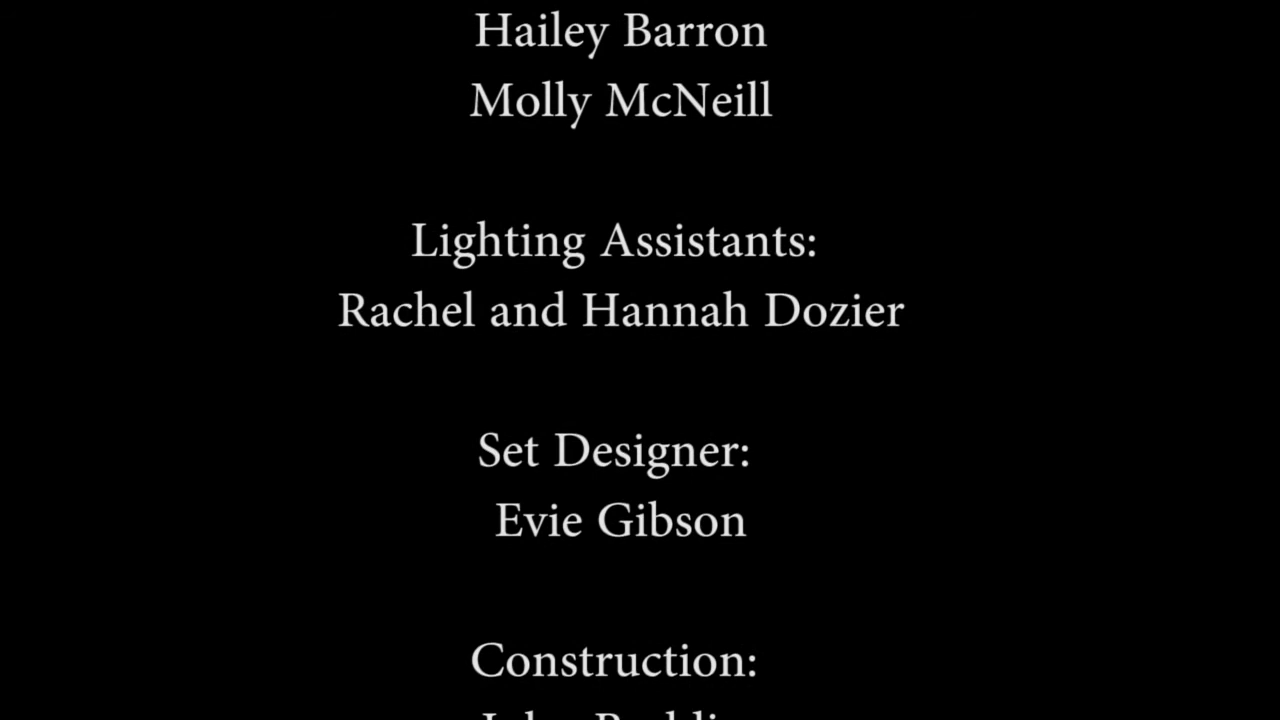 Hailey Barron
Molly McNeill
Lighting Assistants:
Rachel and Hannah Dozier
Set Designer:
Evie Gibson
Construction: